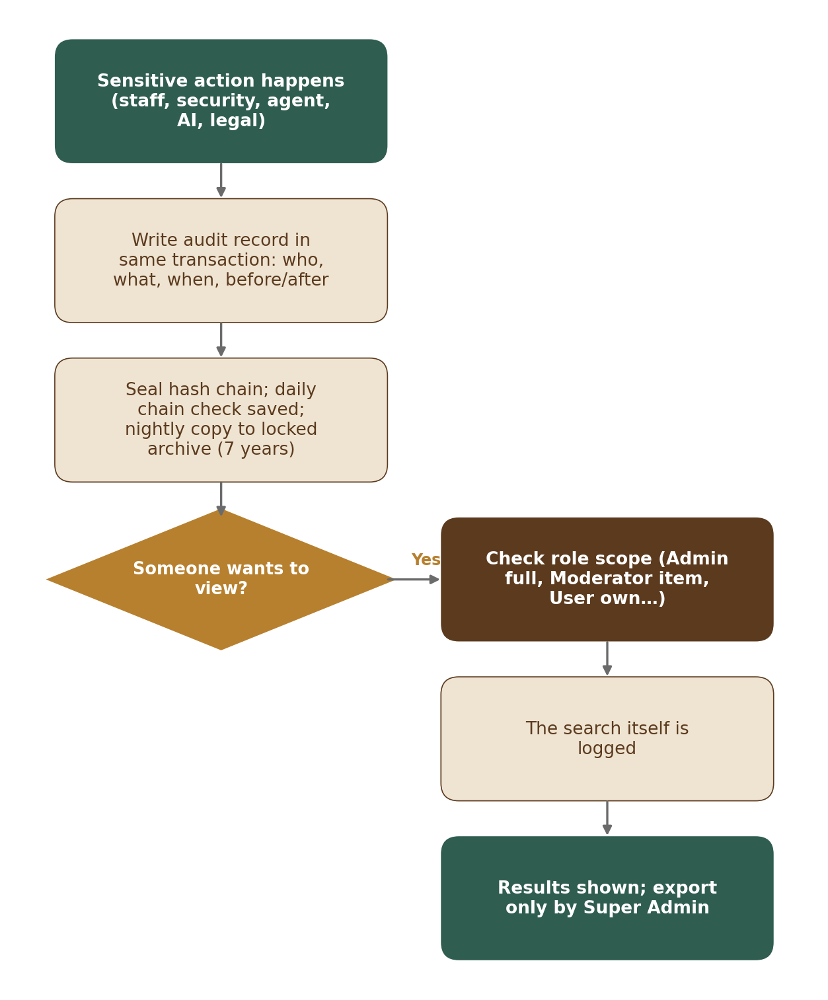 Sensitive action happens
(staff, security, agent,
AI, legal)
Write audit record in
same transaction: who,
what, when, before/after
Seal hash chain; daily
chain check saved;
nightly copy to locked
archive (7 years)
Someone wants to
view?
Yes
Check role scope (Admin
full, Moderator item,
User own…)
The search itself is
logged
Results shown; export
only by Super Admin